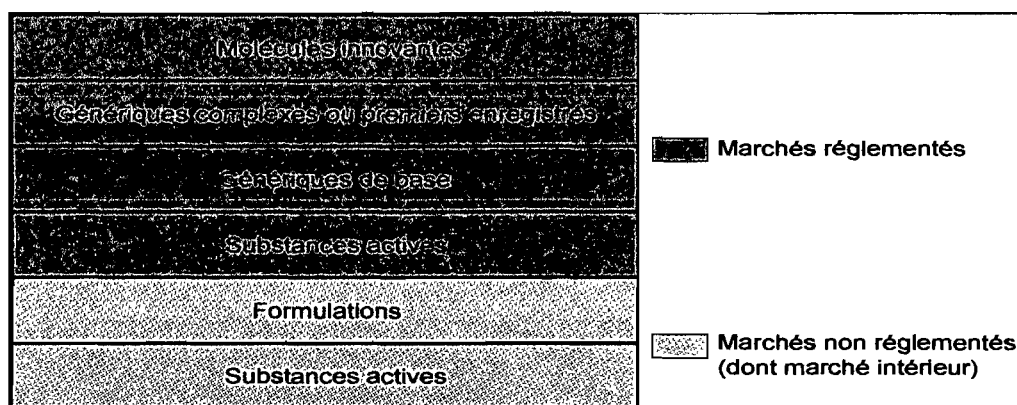 Molécules innovantes
Génériques complexes ou premiers enregistrés
Génériques de base
Substances actives
Formulations
Substances actives
Marchés réglementés
Marchés non réglementés
(dont marché intérieur)